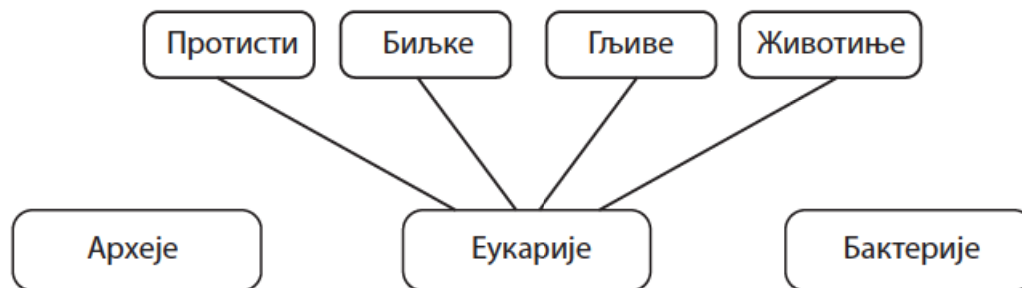 Протисти
Биљке
Гљиве
Животиње
Археје
Еукарије
Бактерије